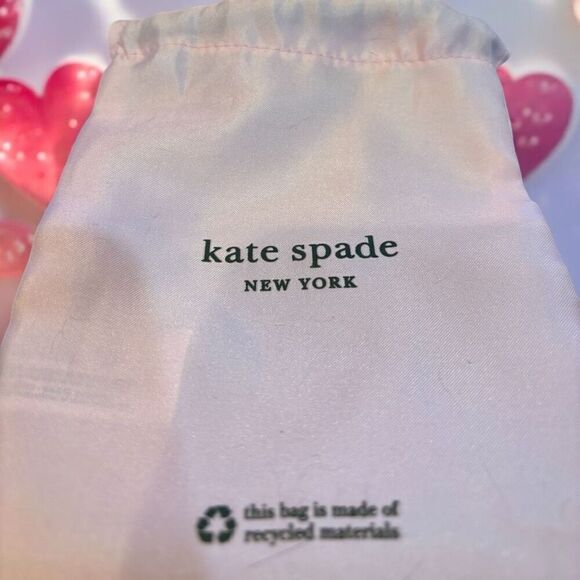 kate spade
NEW YORK
this bag is made of
recycled materials